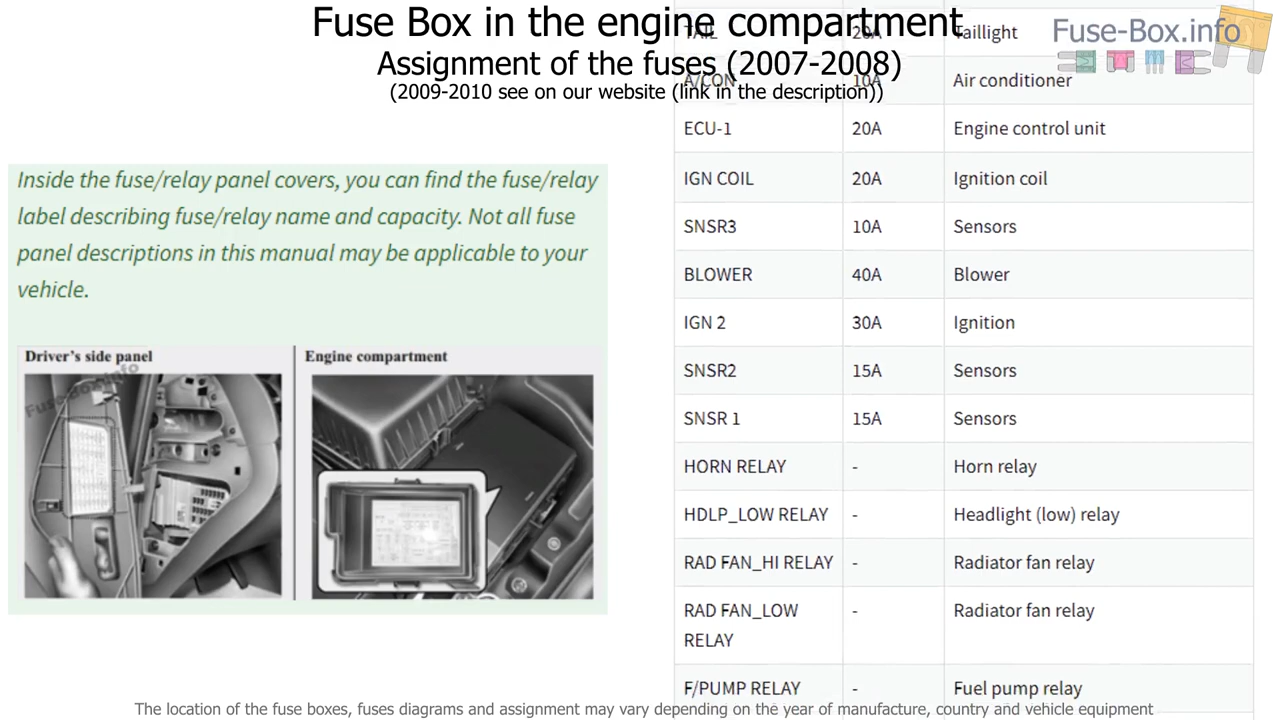 Fuse Box in the engine compartment
Assignment of the fuses (2007-2008)
(2009-2010 see on our website (link in the description))
Fuse-Box.info
Inside the fuse/relay panel covers, you can find the fuse/relay
label describing fuse/relay name and capacity. Not all fuse
panel descriptions in this manual may be applicable to your
vehicle.
Driver's side panel
Engine compartment
Fuse-Box.info
TAIL 20A Taillight
A/CON 10A Air conditioner
ECU-1 20A Engine control unit
IGN COIL 20A Ignition coil
SNSR3 10A Sensors
BLOWER 40A Blower
IGN 2 30A Ignition
SNSR2 15A Sensors
SNSR 1 15A Sensors
HORN RELAY - Horn relay
HDLP_LOW RELAY - Headlight (low) relay
RAD FAN_HI RELAY - Radiator fan relay
RAD FAN_LOW - Radiator fan relay
RELAY
F/PUMP RELAY - Fuel pump relay
The location of the fuse boxes, fuses diagrams and assignment may vary depending on the year of manufacture, country and vehicle equipment